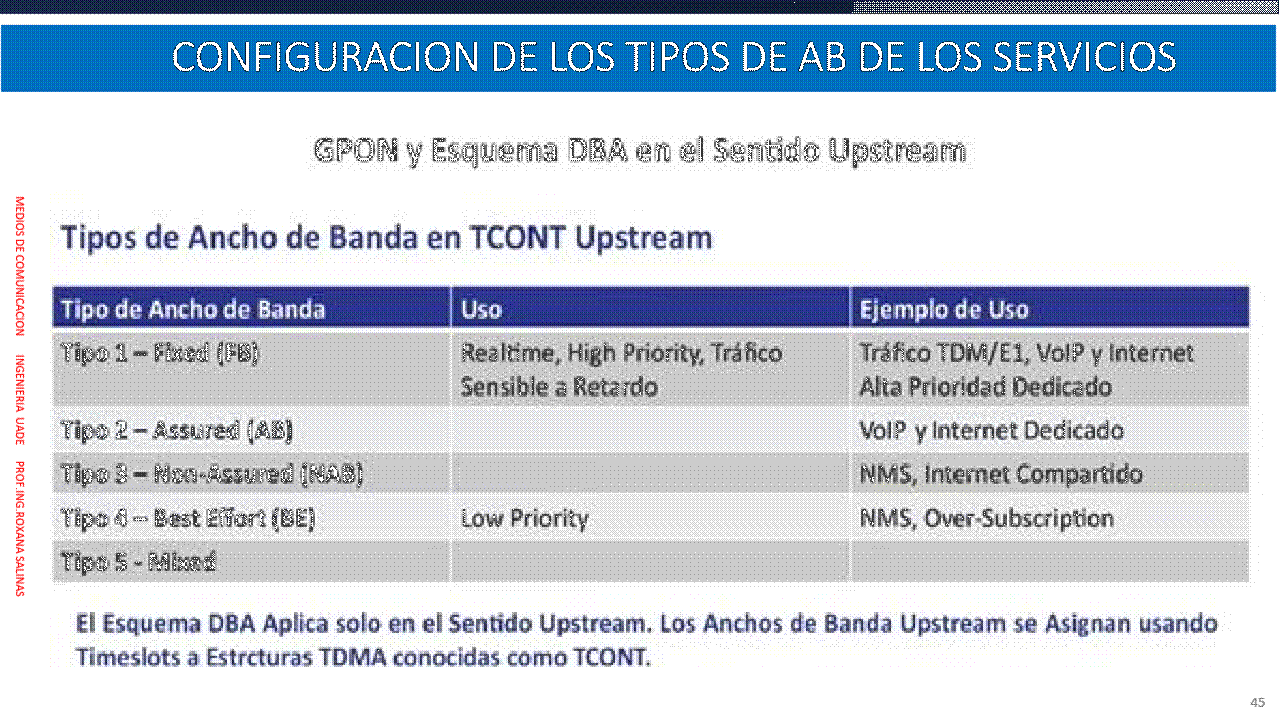 CONFIGURACION DE LOS TIPOS DE AB DE LOS SERVICIOS
GPON y Esquema DBA en el Sentido Upstream
MEDIOS DE COMUNICACION INGENIERIA UADE PROF.ING.ROXANA SALINAS
Tipos de Ancho de Banda en TCONT Upstream
Tipo de Ancho de Banda Uso Ejemplo de Uso
Tipo 1 – Fixed (FB) Realtime, High Priority, Tráfico Tráfico TDM/E1, VoIP y Internet
Sensible a Retardo Alta Prioridad Dedicado
Tipo 2 – Assured (AB) VoIP y Internet Dedicado
Tipo 3 – Non-Assured (NAB) NMS, Internet Compartido
Tipo 4 – Best Effort (BE) Low Priority NMS, Over-Subscription
Tipo 5 - Mixed
El Esquema DBA Aplica solo en el Sentido Upstream. Los Anchos de Banda Upstream se Asignan usando
Timeslots a Estrcturas TDMA conocidas como TCONT.
45